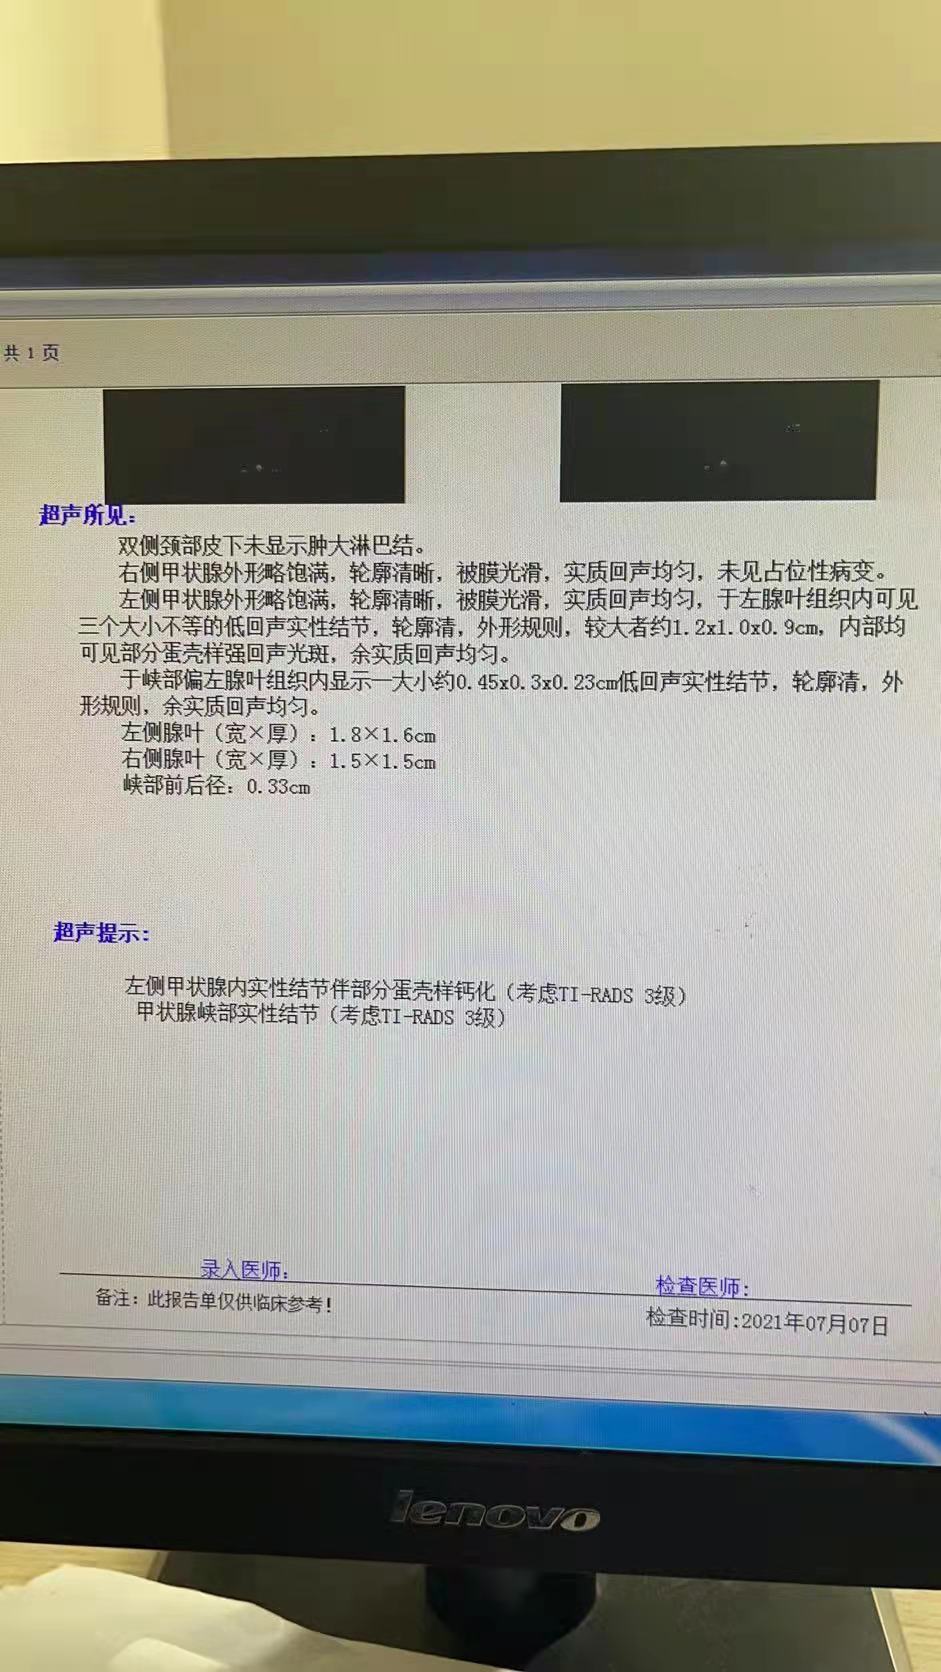 共 1 页
超声所见:
双侧颈部皮下未显示肿大淋巴结。
右侧甲状腺外形略饱满，轮廓清晰，被膜光滑，实质回声均匀，未见占位性病变。
左侧甲状腺外形略饱满，轮廓清晰，被膜光滑，实质回声均匀，于左腺叶组织内可见
三个大小不等的低回声实性结节，轮廓清，外形规则，较大者约1.2x1.0x0.9cm，内部均
可见部分蛋壳样强回声光斑，余实质回声均匀。
于峡部偏左腺叶组织内显示一大小约0.45x0.3x0.23cm低回声实性结节，轮廓清，外
形规则，余实质回声均匀。
左侧腺叶（宽×厚）: 1.8×1.6cm
右侧腺叶（宽×厚）: 1.5×1.5cm
峡部前后径: 0.33cm
超声提示:
左侧甲状腺内实性结节伴部分蛋壳样钙化（考虑TI-RADS 3级）
甲状腺峡部实性结节（考虑TI-RADS 3级）
录入医师:
检查医师:
备注: 此报告单仅供临床参考!
检查时间:2021年07月07日
lenovo